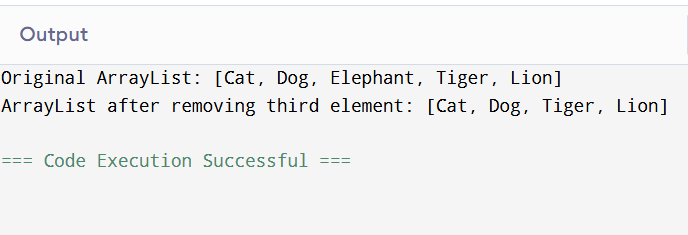 Output
Original ArrayList: [Cat, Dog, Elephant, Tiger, Lion]
ArrayList after removing third element: [Cat, Dog, Tiger, Lion]
=== Code Execution Successful ===